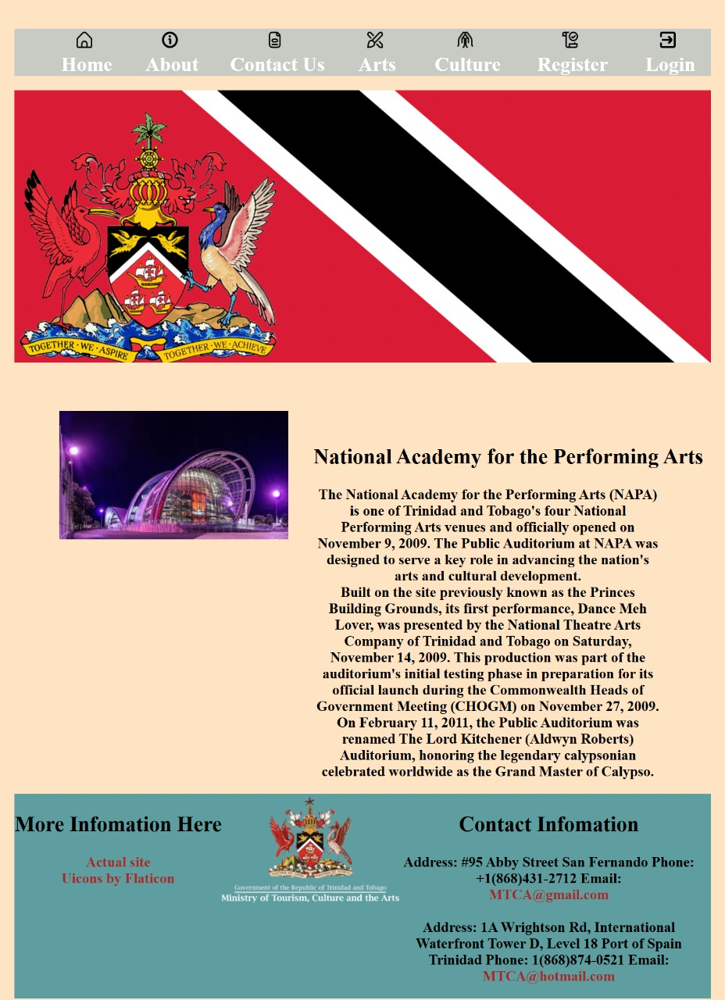 Home About Contact Us Arts Culture Register Login
TOGETHER · WE · ASPIRE TOGETHER · WE · ACHIEVE
National Academy for the Performing Arts
The National Academy for the Performing Arts (NAPA)
is one of Trinidad and Tobago's four National
Performing Arts venues and officially opened on
November 9, 2009. The Public Auditorium at NAPA was
designed to serve a key role in advancing the nation's
arts and cultural development.
Built on the site previously known as the Princes
Building Grounds, its first performance, Dance Meh
Lover, was presented by the National Theatre Arts
Company of Trinidad and Tobago on Saturday,
November 14, 2009. This production was part of the
auditorium's initial testing phase in preparation for its
official launch during the Commonwealth Heads of
Government Meeting (CHOGM) on November 27, 2009.
On February 11, 2011, the Public Auditorium was
renamed The Lord Kitchener (Aldwyn Roberts)
Auditorium, honoring the legendary calypsonian
celebrated worldwide as the Grand Master of Calypso.
More Infomation Here
Actual site
Uicons by Flaticon
Government of the Republic of Trinidad and Tobago
Ministry of Tourism, Culture and the Arts
Contact Infomation
Address: #95 Abby Street San Fernando Phone:
+1(868)431-2712 Email:
MTCA@gmail.com
Address: 1A Wrightson Rd, International
Waterfront Tower D, Level 18 Port of Spain
Trinidad Phone: 1(868)874-0521 Email:
MTCA@hotmail.com